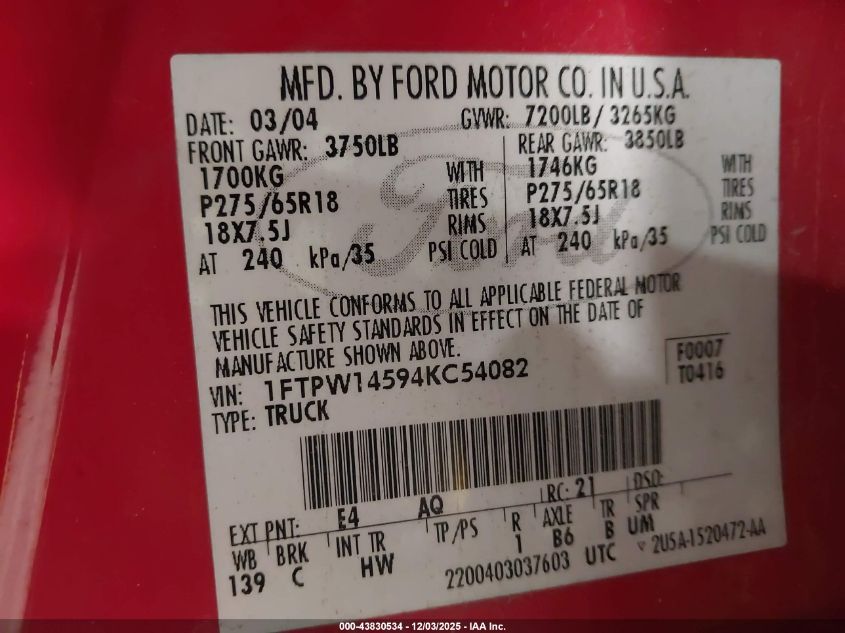 MFD. BY FORD MOTOR CO. IN U.S.A.
DATE: 03/04 GVWR: 7200LB / 3265KG
FRONT GAWR: 3750LB REAR GAWR: 3850LB
1700KG WITH 1746KG WITH
P275/65R18 TIRES P275/65R18 TIRES
18X7.5J RIMS 18X7.5J RIMS
AT 240 kPa/35 PSI COLD AT 240 kPa/35 PSI COLD
Ford
THIS VEHICLE CONFORMS TO ALL APPLICABLE FEDERAL MOTOR
VEHICLE SAFETY STANDARDS IN EFFECT ON THE DATE OF
MANUFACTURE SHOWN ABOVE.
F0007
VIN: 1FTPW14594KC54082
T0416
TYPE: TRUCK
EXT PNT: E4 AQ RC: 21 DSO:
WB BRK INT TR TP/PS R AXLE TR SPR
139 C HW 1 B6 B UM
2200403037603 UTC ▽ 2U5A-1520472-AA
000-43830534 - 12/03/2025 - IAA Inc.